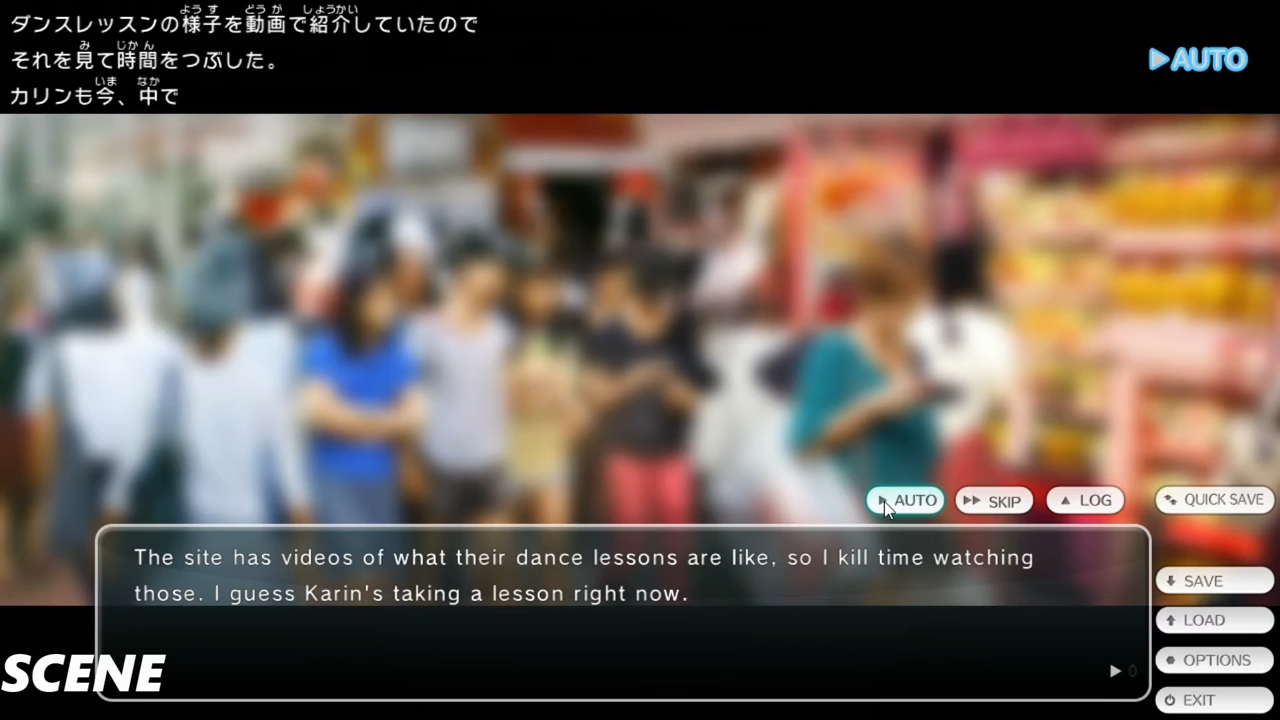 ダンスレッスンの様子を動画で紹介していたので
それを見て時間をつぶした。
カリンも今、中で
AUTO
AUTO
SKIP
LOG
QUICK SAVE
The site has videos of what their dance lessons are like, so I kill time watching
those. I guess Karin's taking a lesson right now.
SAVE
LOAD
OPTIONS
EXIT
SCENE